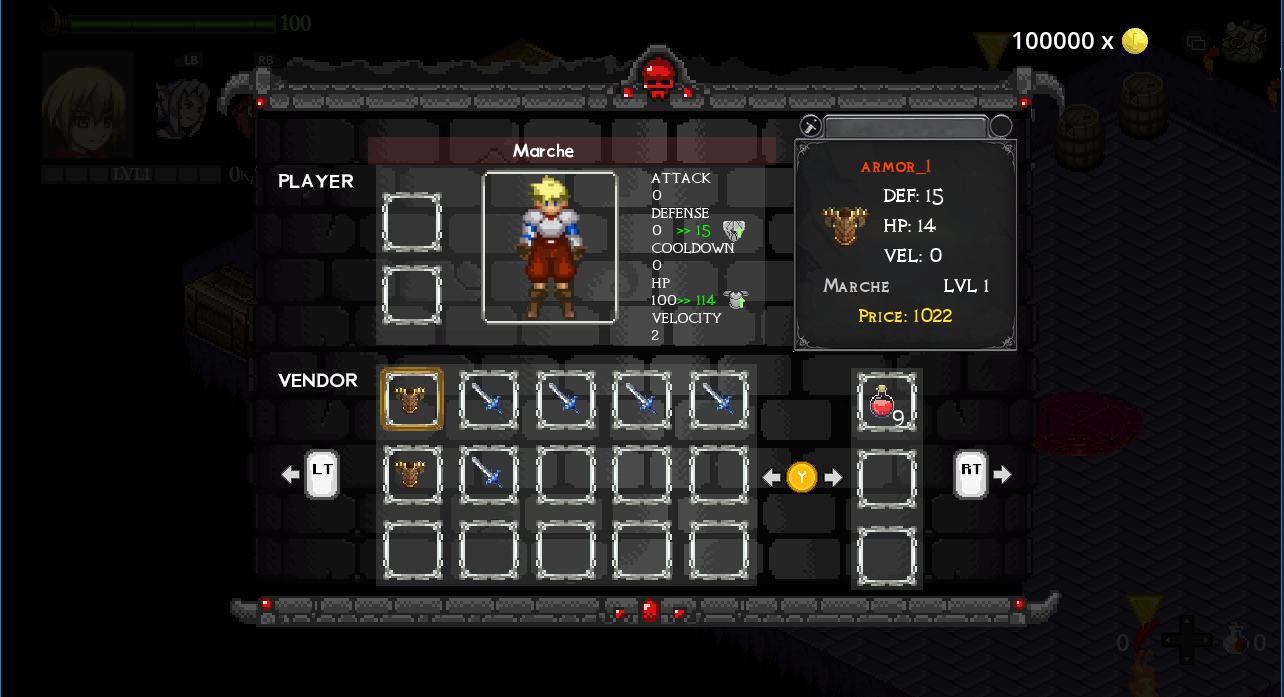 100
100000 x
LB
RB
LVL1
0K
Marche
PLAYER
ATTACK
0
DEFENSE
0 >> 15
COOLDOWN
0
HP
100>> 114
VELOCITY
2
ARMOR_1
DEF: 15
HP: 14
VEL: 0
MARCHE LVL 1
PRICE: 1022
VENDOR
9
LT
Y
RT
0
0